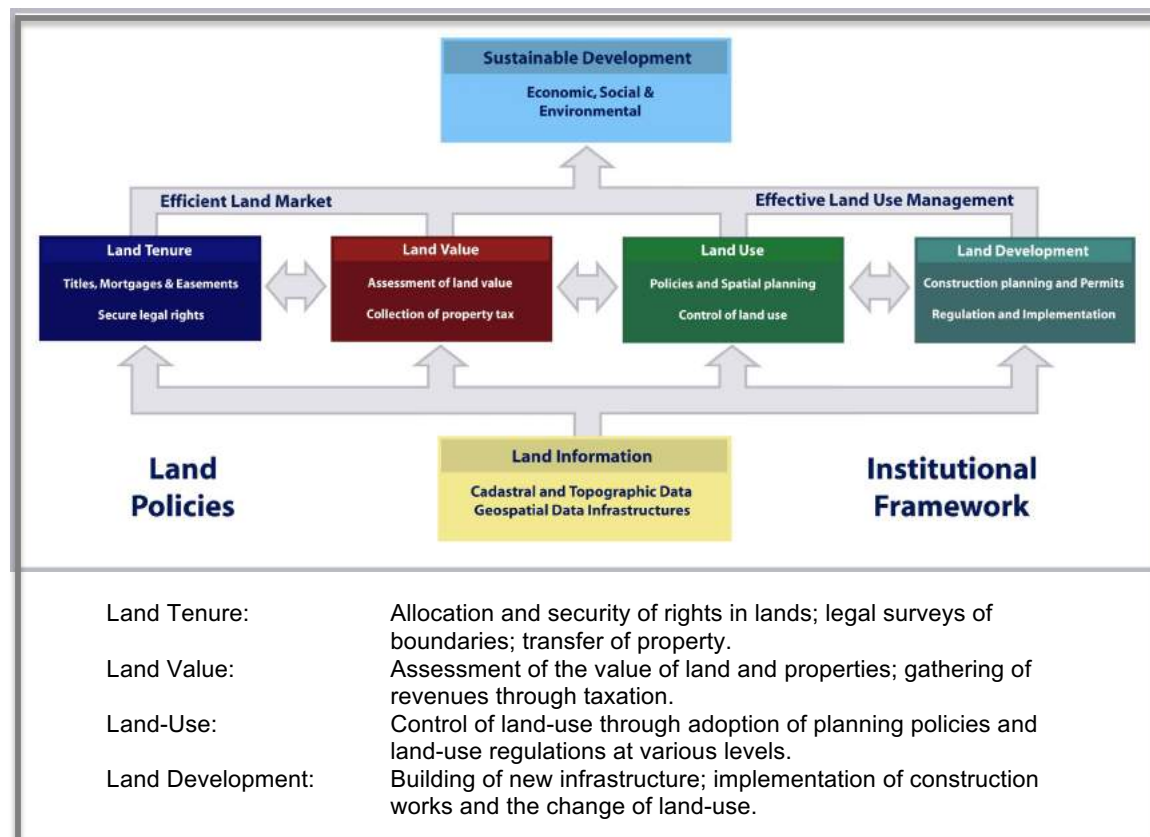 Sustainable Development
Economic, Social &
Environmental
Efficient Land Market
Effective Land Use Management
Land Tenure
Titles, Mortgages & Easements
Secure legal rights
Land Value
Assessment of land value
Collection of property tax
Land Use
Policies and Spatial planning
Control of land use
Land Development
Construction planning and Permits
Regulation and Implementation
Land
Policies
Land Information
Cadastral and Topographic Data
Geospatial Data Infrastructures
Institutional
Framework
Land Tenure: Allocation and security of rights in lands; legal surveys of
boundaries; transfer of property.
Land Value: Assessment of the value of land and properties; gathering of
revenues through taxation.
Land-Use: Control of land-use through adoption of planning policies and
land-use regulations at various levels.
Land Development: Building of new infrastructure; implementation of construction
works and the change of land-use.